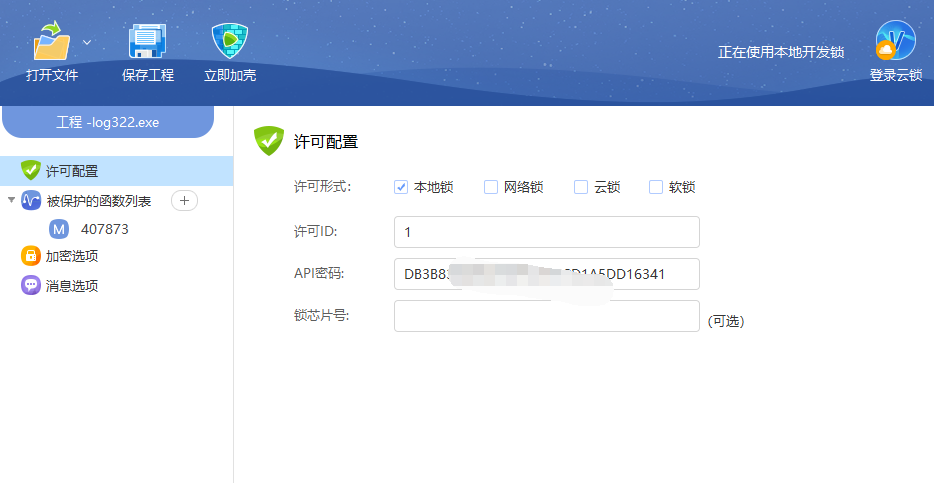 打开文件
保存工程
立即加壳
正在使用本地开发锁
登录云锁
工程 -log322.exe
许可配置
被保护的函数列表
M 407873
加密选项
消息选项
许可配置
许可形式: 本地锁 网络锁 云锁 软锁
许可ID: 1
API密码: DB3B8 D1A5DD16341
锁芯片号: (可选)